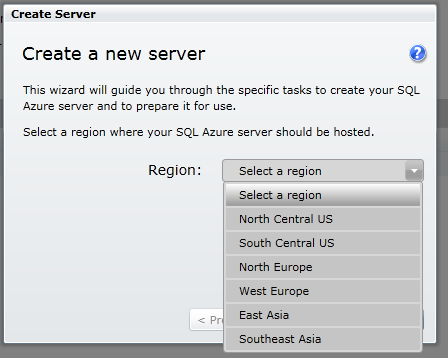 Create Server
Create a new server
?
This wizard will guide you through the specific tasks to create your SQL
Azure server and to prepare it for use.
Select a region where your SQL Azure server should be hosted.
Region: Select a region
Select a region
North Central US
South Central US
North Europe
West Europe
East Asia
Southeast Asia